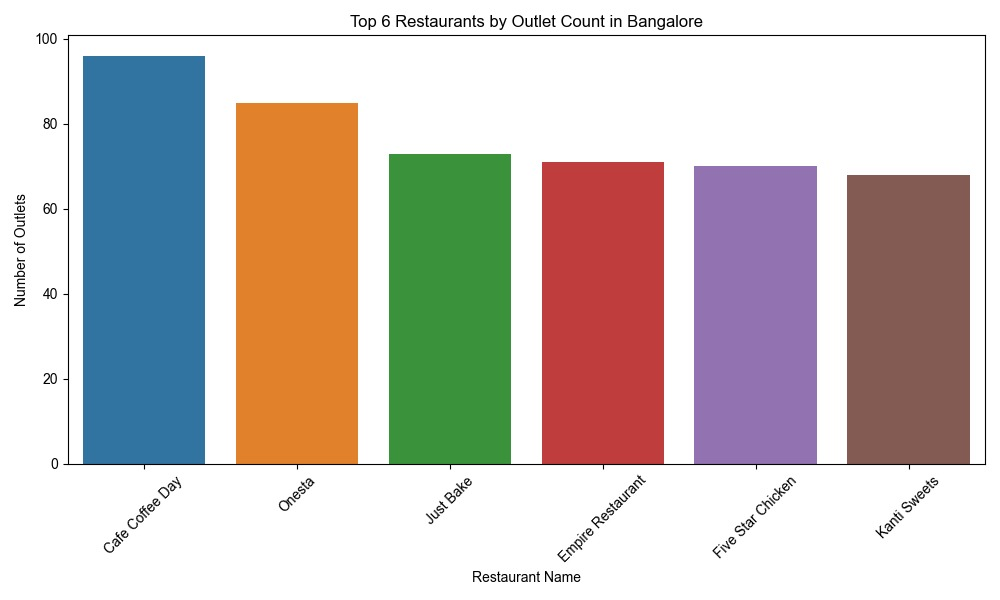 Top 6 Restaurants by Outlet Count in Bangalore
Number of Outlets
100
80
60
40
20
0
Cafe Coffee Day
Onesta
Just Bake
Empire Restaurant
Five Star Chicken
Kanti Sweets
Restaurant Name